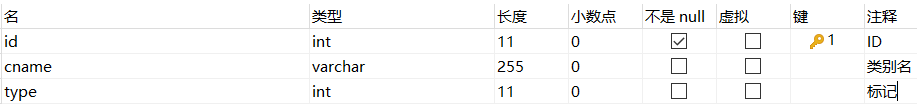 名 类型 长度 小数点 不是 null 虚拟 键 注释
id int 11 0 1 ID
cname varchar 255 0 类别名
type int 11 0 标记